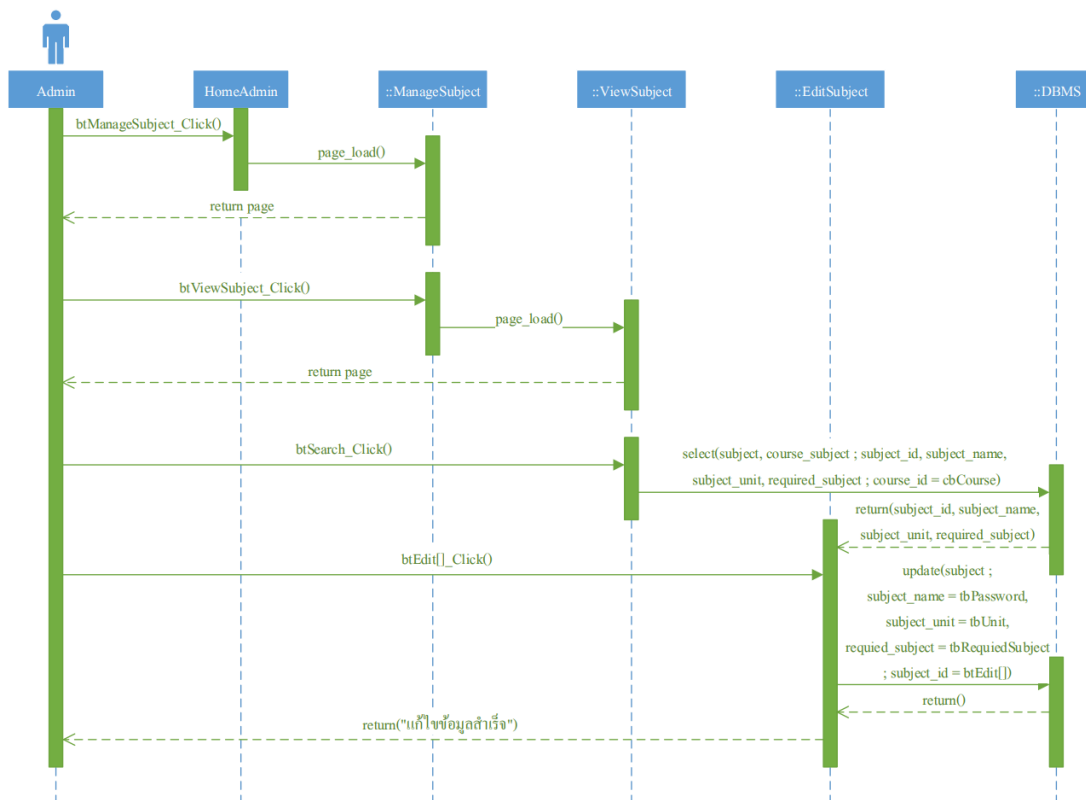 Admin
HomeAdmin
::ManageSubject
::ViewSubject
::EditSubject
::DBMS
btManageSubject_Click()
page_load()
return page
btViewSubject_Click()
page_load()
return page
btSearch_Click()
select(subject, course_subject ; subject_id, subject_name,
subject_unit, required_subject ; course_id = cbCourse)
return(subject_id, subject_name,
subject_unit, required_subject)
btEdit[]_Click()
update(subject ;
subject_name = tbPassword,
subject_unit = tbUnit,
requied_subject = tbRequiedSubject
; subject_id = btEdit[])
return()
return("แก้ไขข้อมูลสำเร็จ")